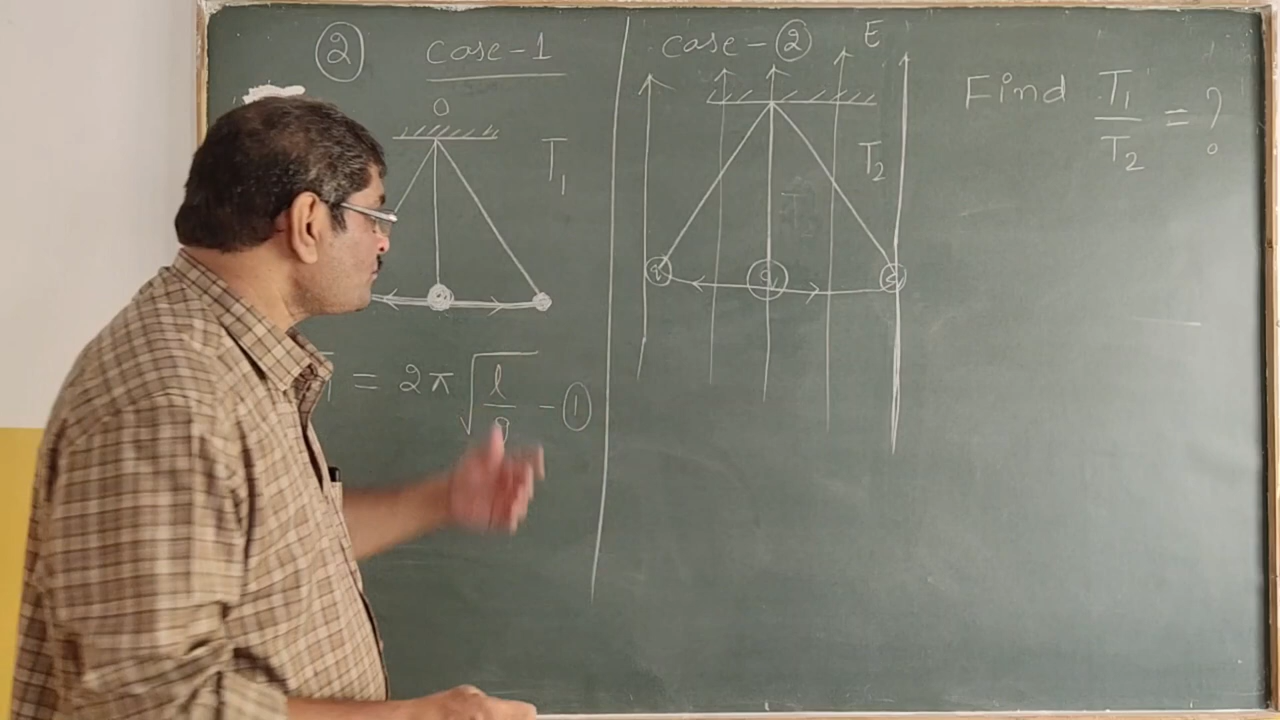 ② case-1
O
T₁
= 2π √(l/g) - ①
case-②
E
T₂
q q
Find T₁/T₂ = ?